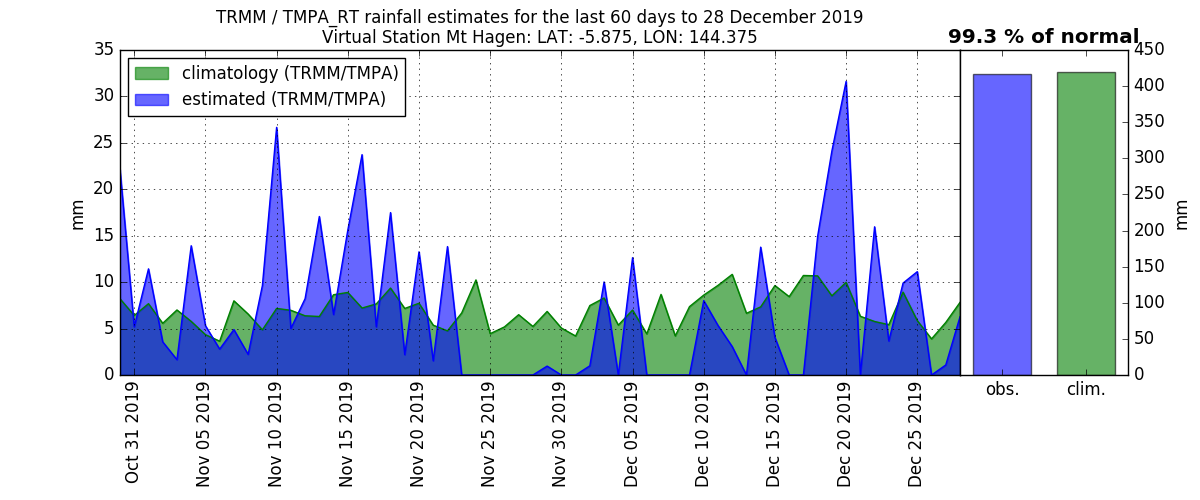 TRMM / TMPA_RT rainfall estimates for the last 60 days to 28 December 2019
Virtual Station Mt Hagen: LAT: -5.875, LON: 144.375
99.3 % of normal
climatology (TRMM/TMPA)
estimated (TRMM/TMPA)
mm
35
30
25
20
15
10
5
0
Oct 31 2019
Nov 05 2019
Nov 10 2019
Nov 15 2019
Nov 20 2019
Nov 25 2019
Nov 30 2019
Dec 05 2019
Dec 10 2019
Dec 15 2019
Dec 20 2019
Dec 25 2019
obs.
clim.
450
400
350
300
250
200
150
100
50
0
mm